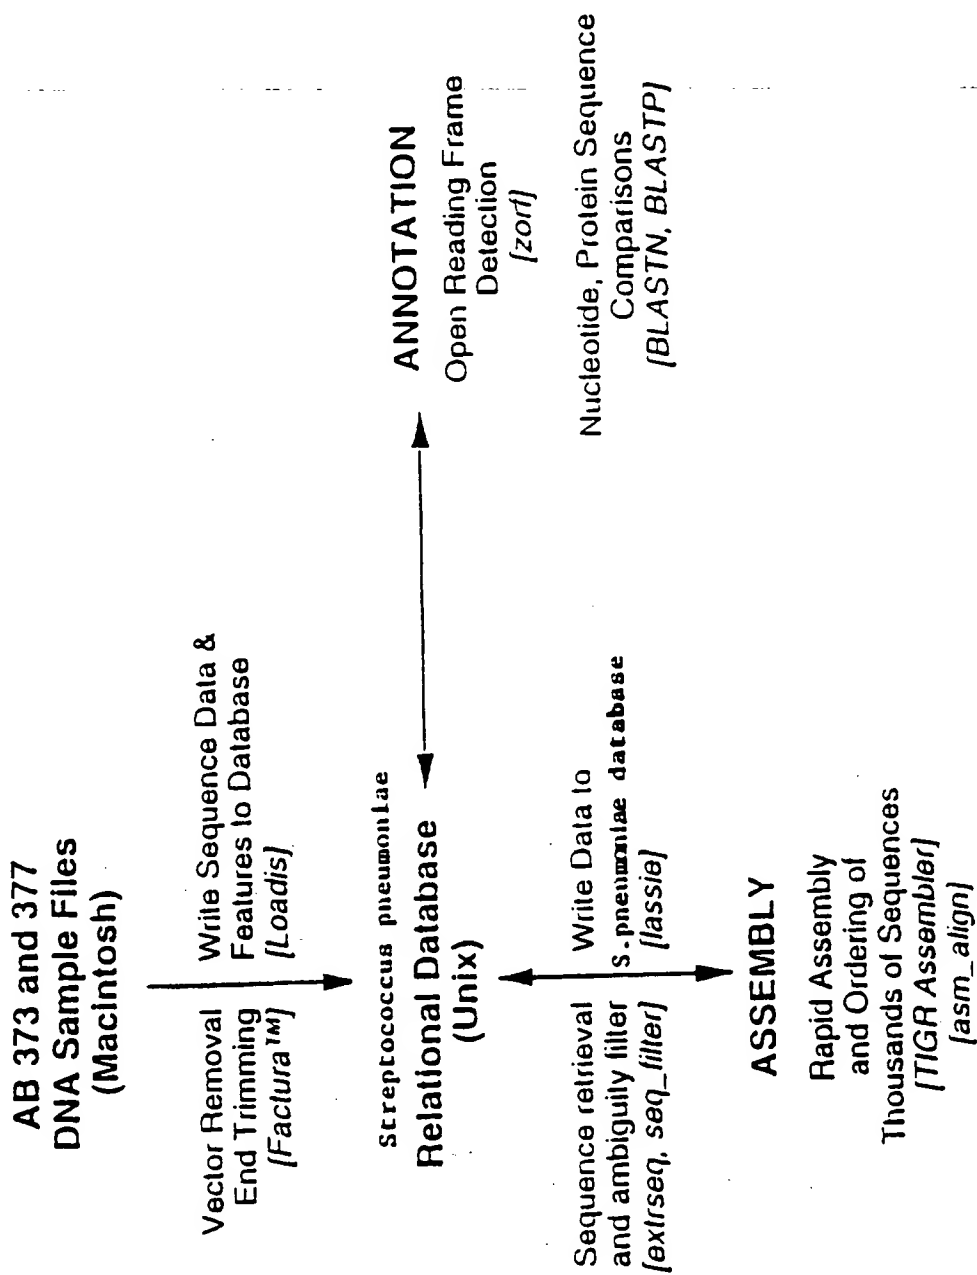 AB 373 and 377
DNA Sample Files
(Macintosh)
Vector Removal
End Trimming
[Factura™]
Write Sequence Data &
Features to Database
[Loadis]
Streptococcus pneumoniae
Relational Database
(Unix)
ANNOTATION
Open Reading Frame
Detection
[zorf]
Nucleotide, Protein Sequence
Comparisons
[BLASTN, BLASTP]
Sequence retrieval
and ambiguity filter
[extrseq, seq_filter]
Write Data to
S.pneumoniae database
[lassie]
ASSEMBLY
Rapid Assembly
and Ordering of
Thousands of Sequences
[TIGR Assembler]
[asm_align]